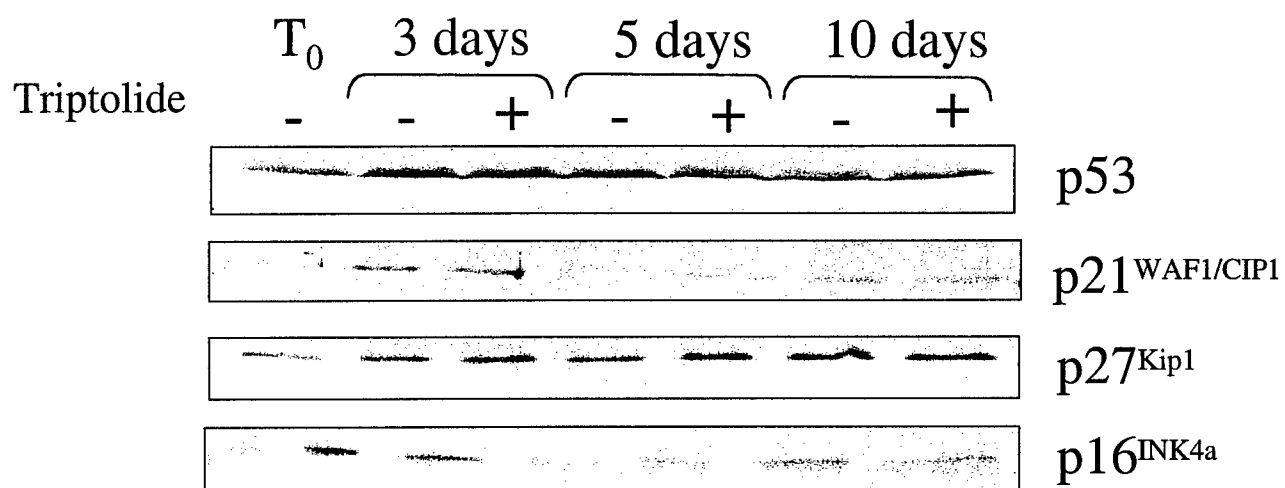 T₀ 3 days 5 days 10 days
Triptolide - - + - + - +
p53
p21WAF1/CIP1
p27Kip1
p16INK4a